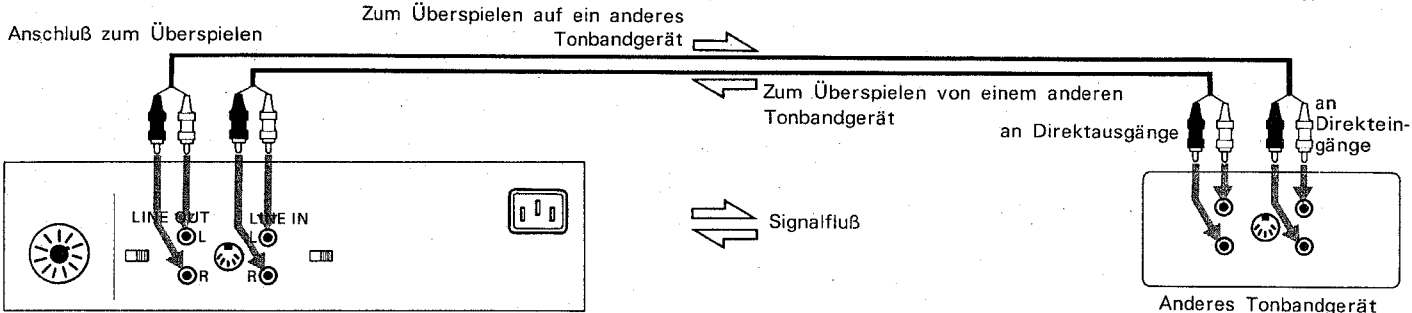 Zum Überspielen auf ein anderes
Tonbandgerät
Anschluß zum Überspielen
Zum Überspielen von einem anderen
Tonbandgerät
an Direktausgänge
an
Direktein-
gänge
LINE OUT
LINE IN
L
L
R
R
Signalfluß
Anderes Tonbandgerät